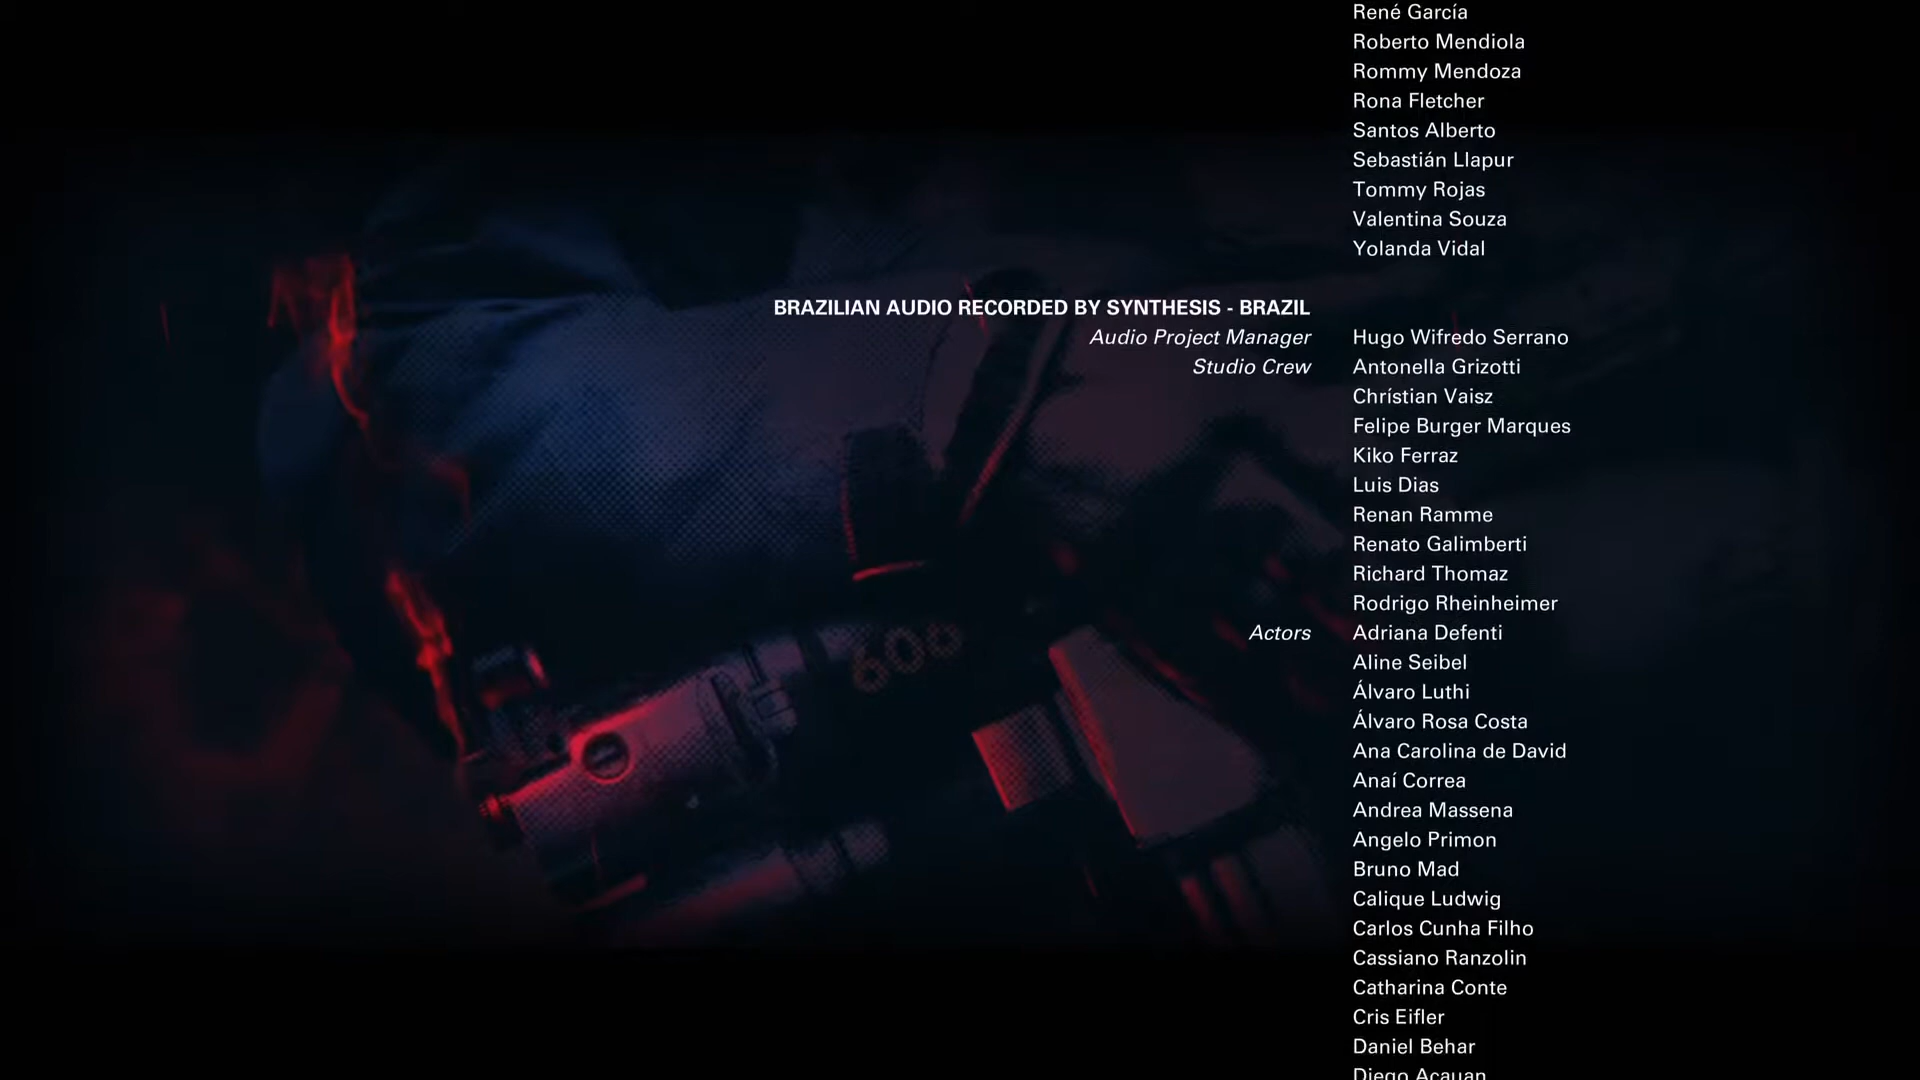 René García
Roberto Mendiola
Rommy Mendoza
Rona Fletcher
Santos Alberto
Sebastián Llapur
Tommy Rojas
Valentina Souza
Yolanda Vidal
BRAZILIAN AUDIO RECORDED BY SYNTHESIS - BRAZIL
Audio Project Manager Hugo Wifredo Serrano
Studio Crew Antonella Grizotti
Chrístian Vaisz
Felipe Burger Marques
Kiko Ferraz
Luis Dias
Renan Ramme
Renato Galimberti
Richard Thomaz
Rodrigo Rheinheimer
Actors Adriana Defenti
Aline Seibel
Álvaro Luthi
Álvaro Rosa Costa
Ana Carolina de David
Anaí Correa
Andrea Massena
Angelo Primon
Bruno Mad
Calique Ludwig
Carlos Cunha Filho
Cassiano Ranzolin
Catharina Conte
Cris Eifler
Daniel Behar
Diego Acauan
600